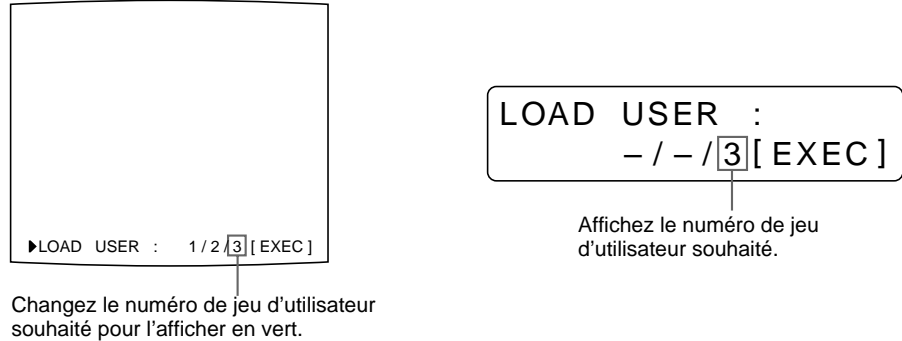 ▶LOAD USER : 1/2/3[EXEC]
Changez le numéro de jeu d'utilisateur
souhaité pour l'afficher en vert.
LOAD USER :
–/–/3[EXEC]
Affichez le numéro de jeu
d'utilisateur souhaité.